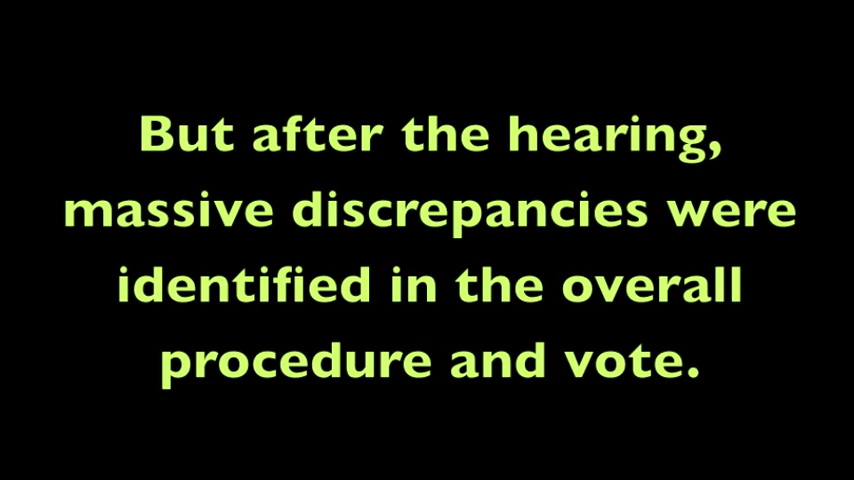 But after the hearing,
massive discrepancies were
identified in the overall
procedure and vote.